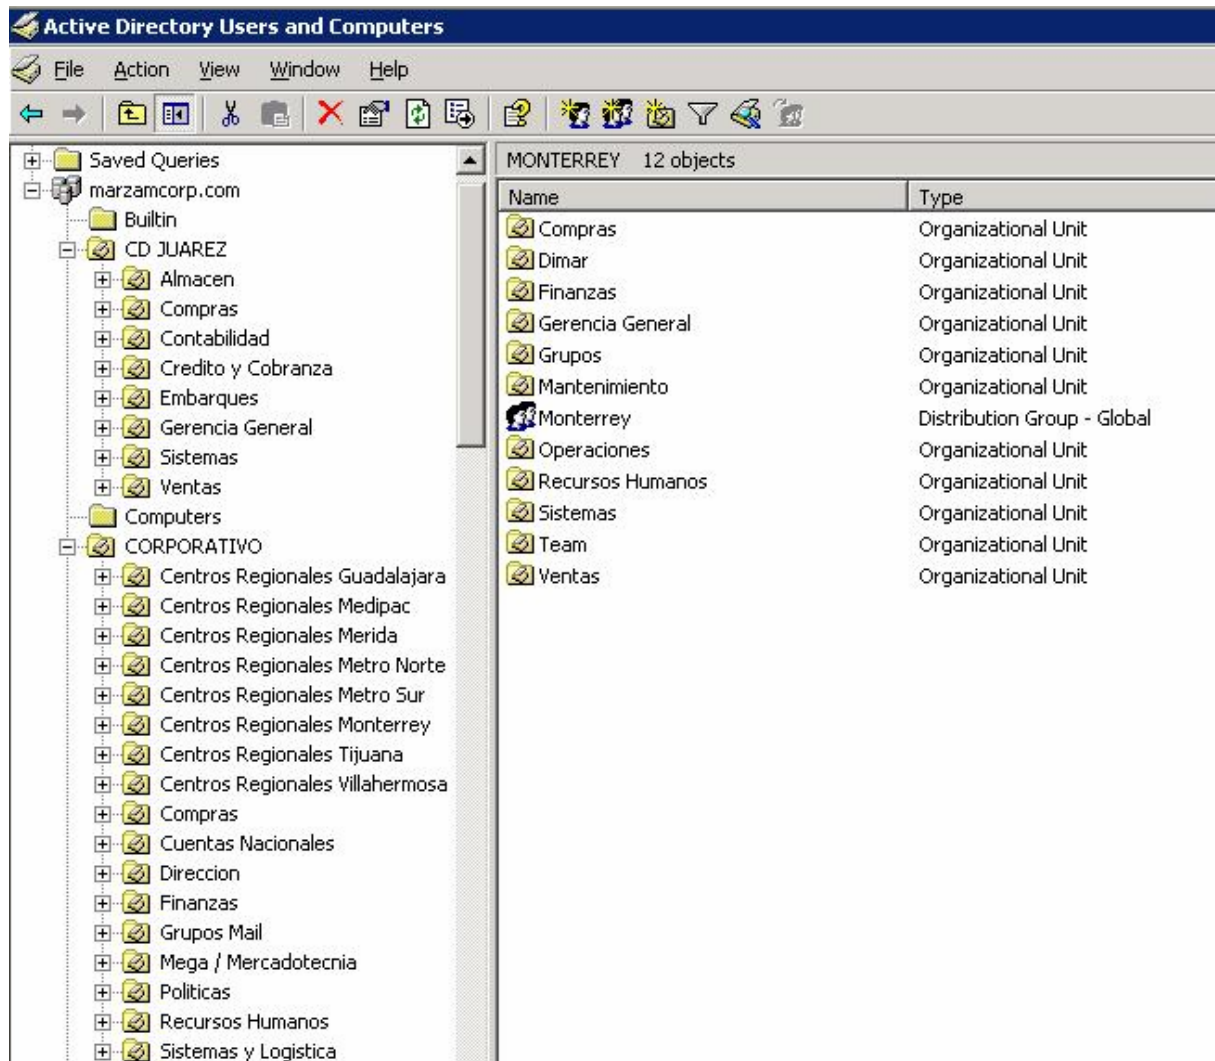 Active Directory Users and Computers
File Action View Window Help
Saved Queries
marzamcorp.com
Builtin
CD JUAREZ
Almacen
Compras
Contabilidad
Credito y Cobranza
Embarques
Gerencia General
Sistemas
Ventas
Computers
CORPORATIVO
Centros Regionales Guadalajara
Centros Regionales Medipac
Centros Regionales Merida
Centros Regionales Metro Norte
Centros Regionales Metro Sur
Centros Regionales Monterrey
Centros Regionales Tijuana
Centros Regionales Villahermosa
Compras
Cuentas Nacionales
Direccion
Finanzas
Grupos Mail
Mega / Mercadotecnia
Politicas
Recursos Humanos
Sistemas y Logistica
MONTERREY 12 objects
Name Type
Compras Organizational Unit
Dimar Organizational Unit
Finanzas Organizational Unit
Gerencia General Organizational Unit
Grupos Organizational Unit
Mantenimiento Organizational Unit
Monterrey Distribution Group - Global
Operaciones Organizational Unit
Recursos Humanos Organizational Unit
Sistemas Organizational Unit
Team Organizational Unit
Ventas Organizational Unit